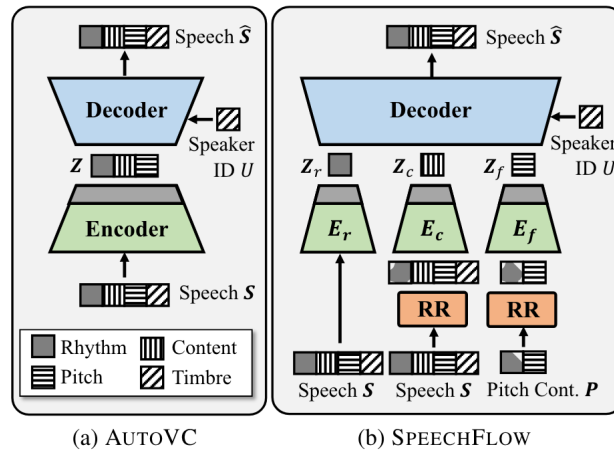 Speech Ŝ
Decoder
Speaker
ID U
Z
Encoder
Speech S
Rhythm
Content
Pitch
Timbre
(a) AUTOVC
Speech Ŝ
Decoder
Speaker
ID U
Z_r
Z_c
Z_f
E_r
E_c
E_f
RR
RR
Speech S
Speech S
Pitch Cont. P
(b) SPEECHFLOW